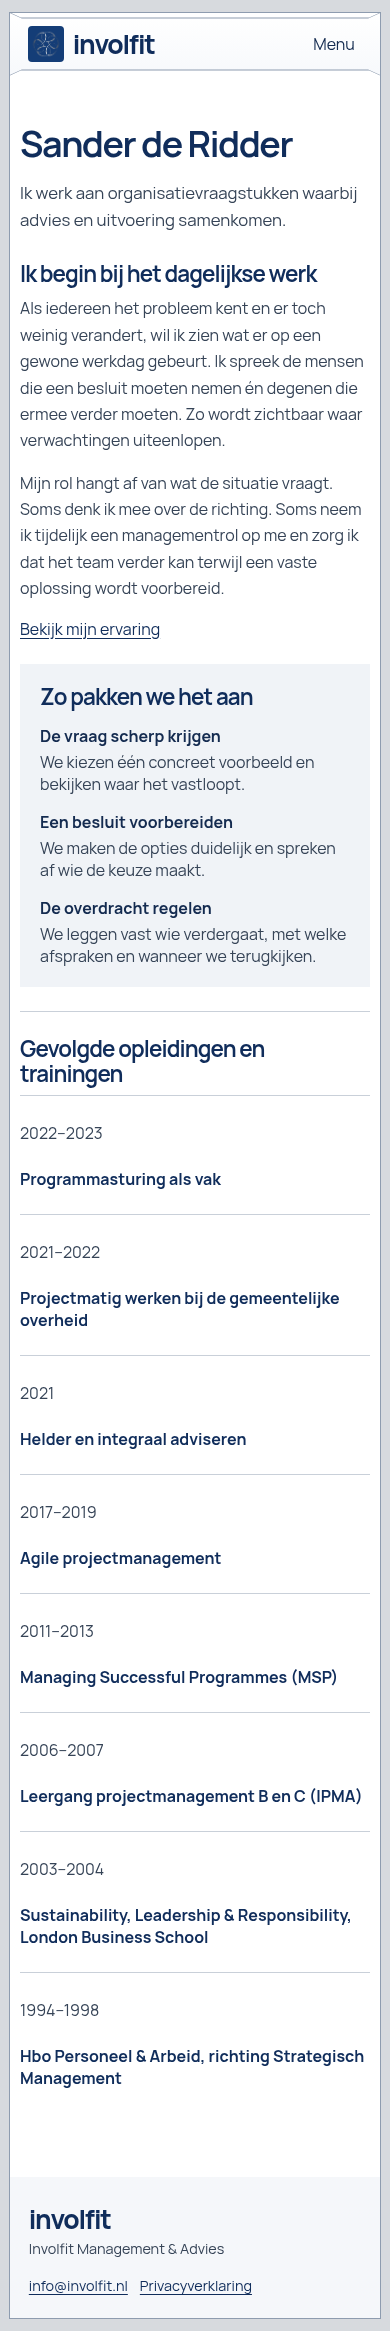 involfit
Menu
Sander de Ridder
Ik werk aan organisatievraagstukken waarbij
advies en uitvoering samenkomen.
Ik begin bij het dagelijkse werk
Als iedereen het probleem kent en er toch
weinig verandert, wil ik zien wat er op een
gewone werkdag gebeurt. Ik spreek de mensen
die een besluit moeten nemen én degenen die
ermee verder moeten. Zo wordt zichtbaar waar
verwachtingen uiteenlopen.
Mijn rol hangt af van wat de situatie vraagt.
Soms denk ik mee over de richting. Soms neem
ik tijdelijk een managementrol op me en zorg ik
dat het team verder kan terwijl een vaste
oplossing wordt voorbereid.
Bekijk mijn ervaring
Zo pakken we het aan
De vraag scherp krijgen
We kiezen één concreet voorbeeld en
bekijken waar het vastloopt.
Een besluit voorbereiden
We maken de opties duidelijk en spreken
af wie de keuze maakt.
De overdracht regelen
We leggen vast wie verdergaat, met welke
afspraken en wanneer we terugkijken.
Gevolgde opleidingen en
trainingen
2022–2023
Programmasturing als vak
2021–2022
Projectmatig werken bij de gemeentelijke
overheid
2021
Helder en integraal adviseren
2017–2019
Agile projectmanagement
2011–2013
Managing Successful Programmes (MSP)
2006–2007
Leergang projectmanagement B en C (IPMA)
2003–2004
Sustainability, Leadership & Responsibility,
London Business School
1994–1998
Hbo Personeel & Arbeid, richting Strategisch
Management
involfit
Involfit Management & Advies
info@involfit.nl Privacyverklaring